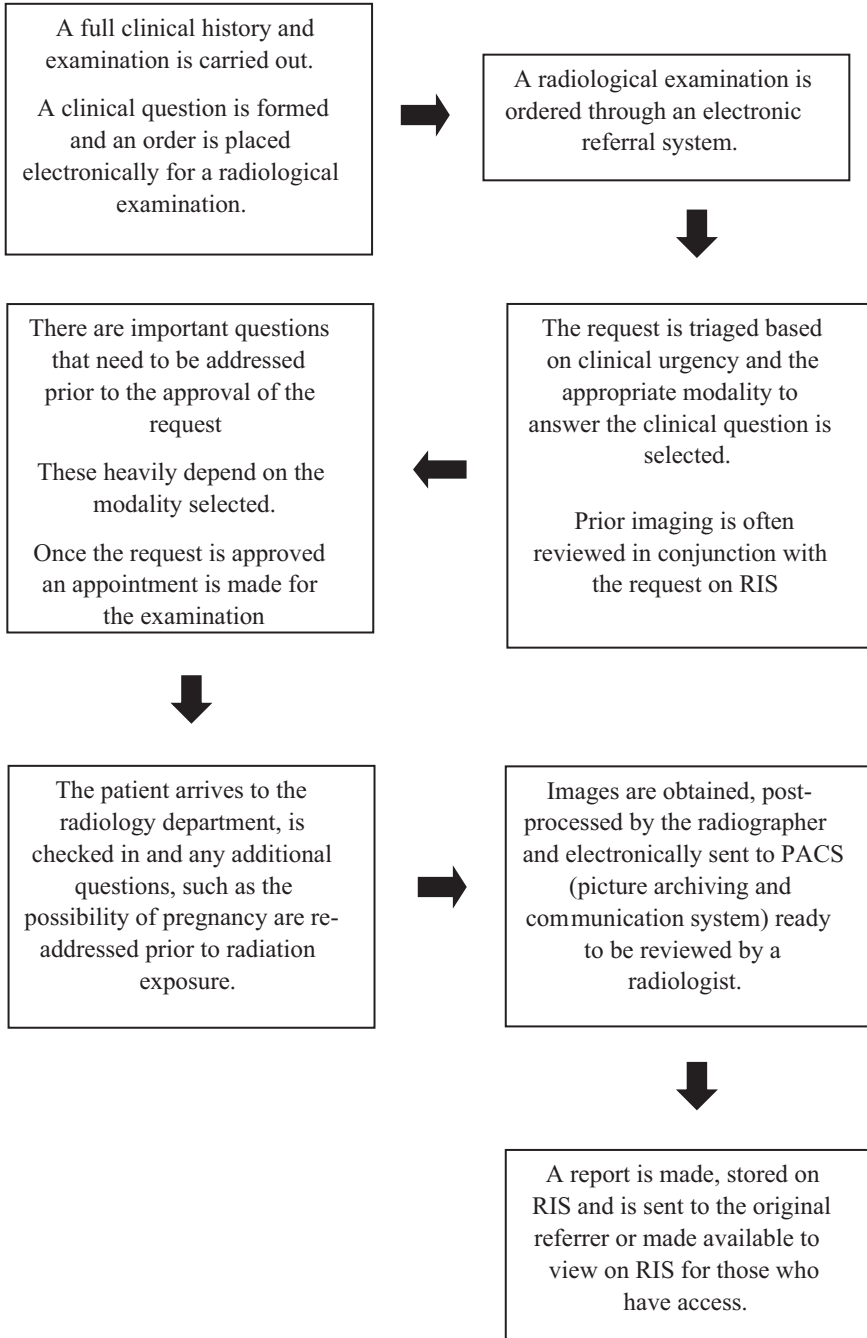 A full clinical history and
examination is carried out.
A clinical question is formed
and an order is placed
electronically for a radiological
examination.
A radiological examination is
ordered through an electronic
referral system.
The request is triaged based
on clinical urgency and the
appropriate modality to
answer the clinical question is
selected.
Prior imaging is often
reviewed in conjunction with
the request on RIS
There are important questions
that need to be addressed
prior to the approval of the
request
These heavily depend on the
modality selected.
Once the request is approved
an appointment is made for
the examination
The patient arrives to the
radiology department, is
checked in and any additional
questions, such as the
possibility of pregnancy are re-
addressed prior to radiation
exposure.
Images are obtained, post-
processed by the radiographer
and electronically sent to PACS
(picture archiving and
communication system) ready
to be reviewed by a
radiologist.
A report is made, stored on
RIS and is sent to the original
referrer or made available to
view on RIS for those who
have access.